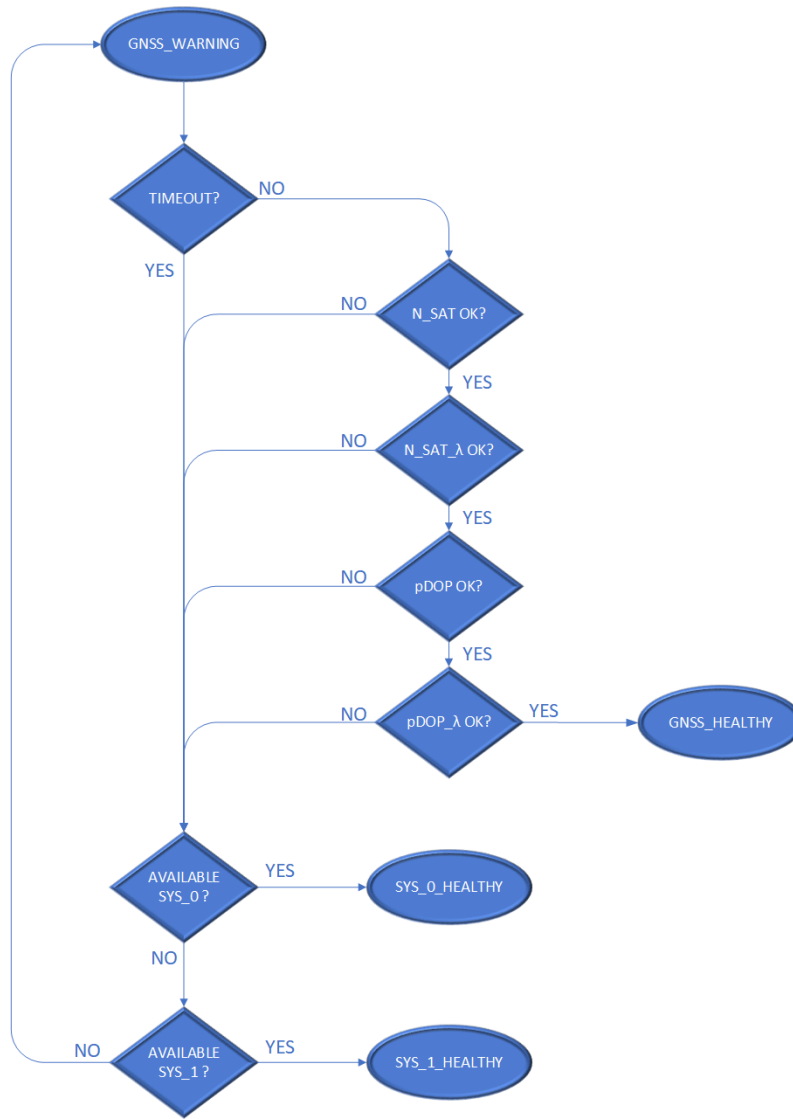 GNSS_WARNING
TIMEOUT?
NO
YES
NO
N_SAT OK?
YES
NO
N_SAT_λ OK?
YES
NO
pDOP OK?
YES
NO
pDOP_λ OK?
YES
GNSS_HEALTHY
AVAILABLE
SYS_0 ?
YES
SYS_0_HEALTHY
NO
NO
AVAILABLE
SYS_1 ?
YES
SYS_1_HEALTHY